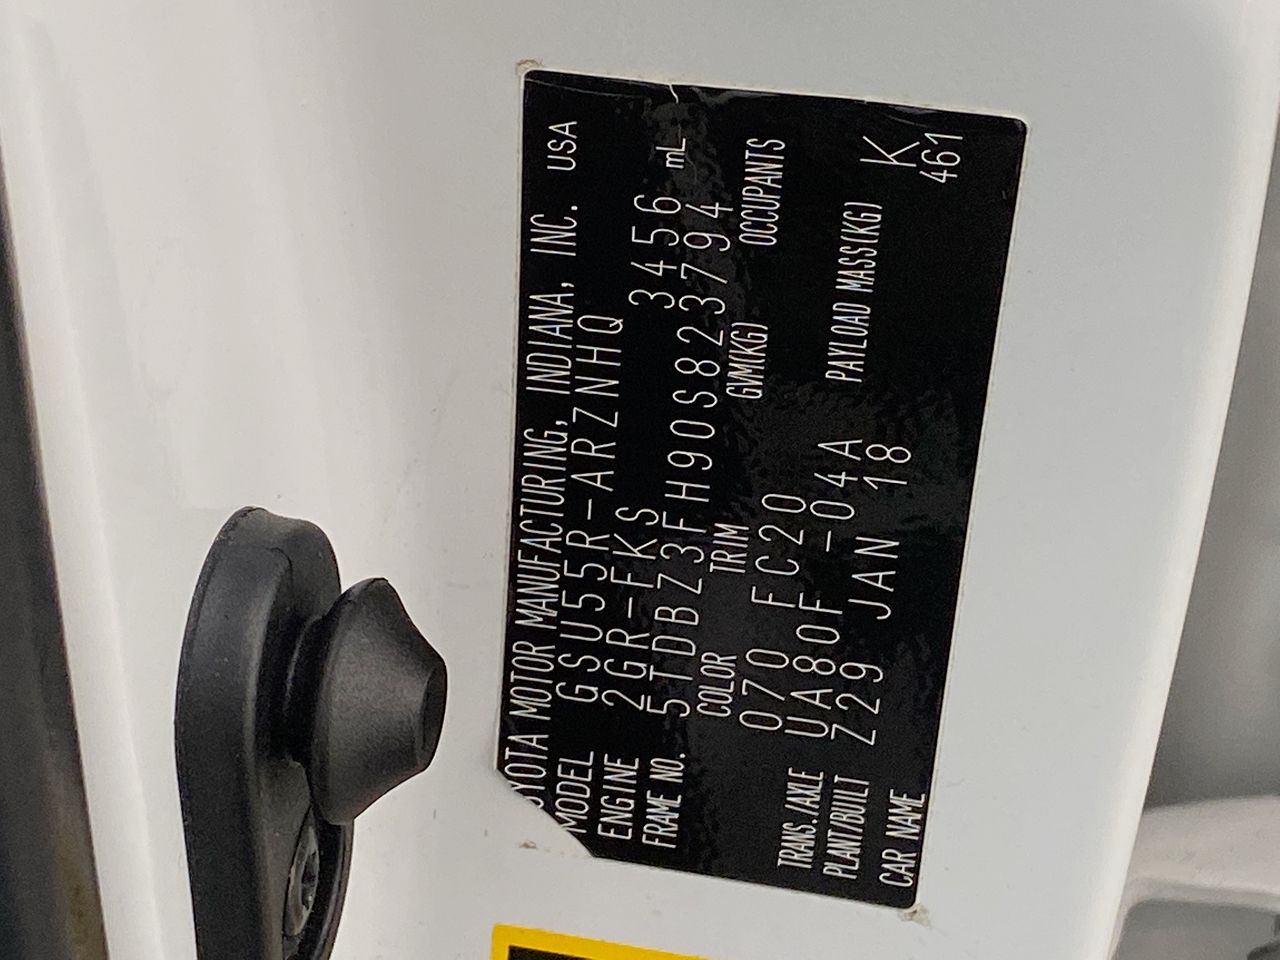 OYOTA MOTOR MANUFACTURING, INDIANA, INC. USA
MODEL GSU55R-ARZNHQ
ENGINE 2GR-FKS 3456 mL
FRAME NO. 5TDBZ3FH90S823794
COLOR TRIM GVM(KG) OCCUPANTS
070 FC20
TRANS./AXLE UA80F -04A PAYLOAD MASS(KG)
PLANT/BUILT Z29 JAN 18 K
CAR NAME 461